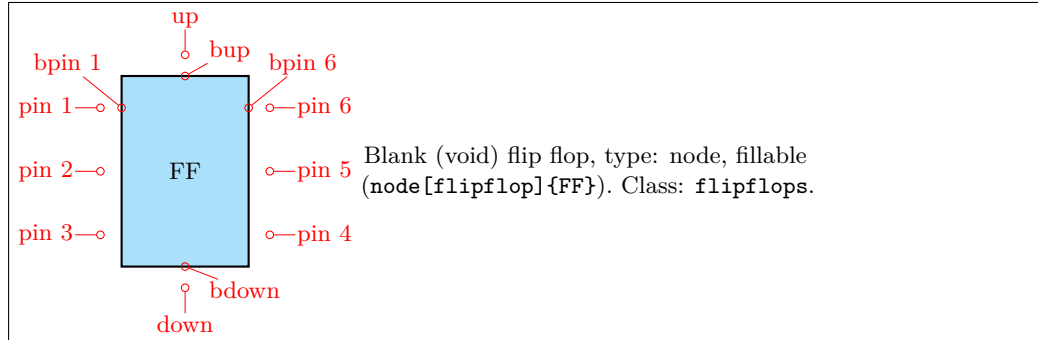 up
bup
bpin 1
bpin 6
pin 1
pin 6
pin 2
FF
pin 5
pin 3
pin 4
bdown
down
Blank (void) flip flop, type: node, fillable
(node[flipflop]{FF}). Class: flipflops.